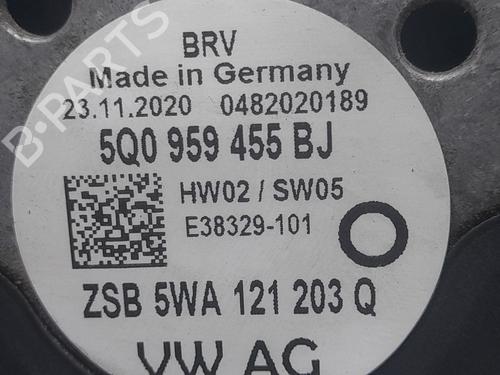 BRV
Made in Germany
23.11.2020 0482020189
5Q0 959 455 BJ
HW02 / SW05
E38329-101
ZSB 5WA 121 203 Q
VW AG
B-PARTS